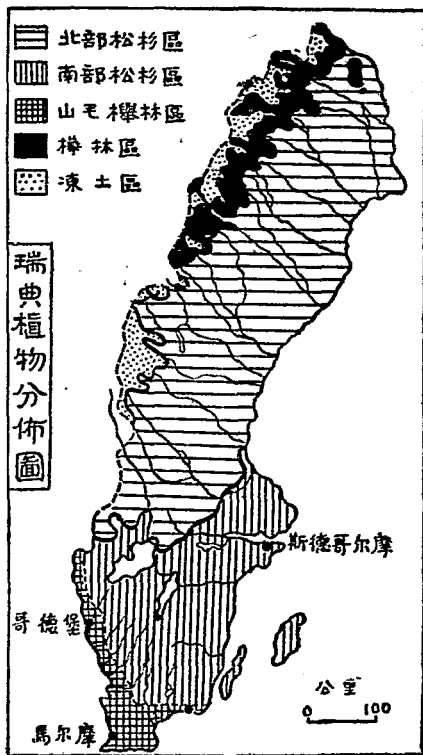 北部松杉區
南部松杉區
山毛櫸林區
樺林區
凍土區
瑞典植物分佈圖
斯德哥尔摩
哥德堡
馬尔摩
公里
0 100